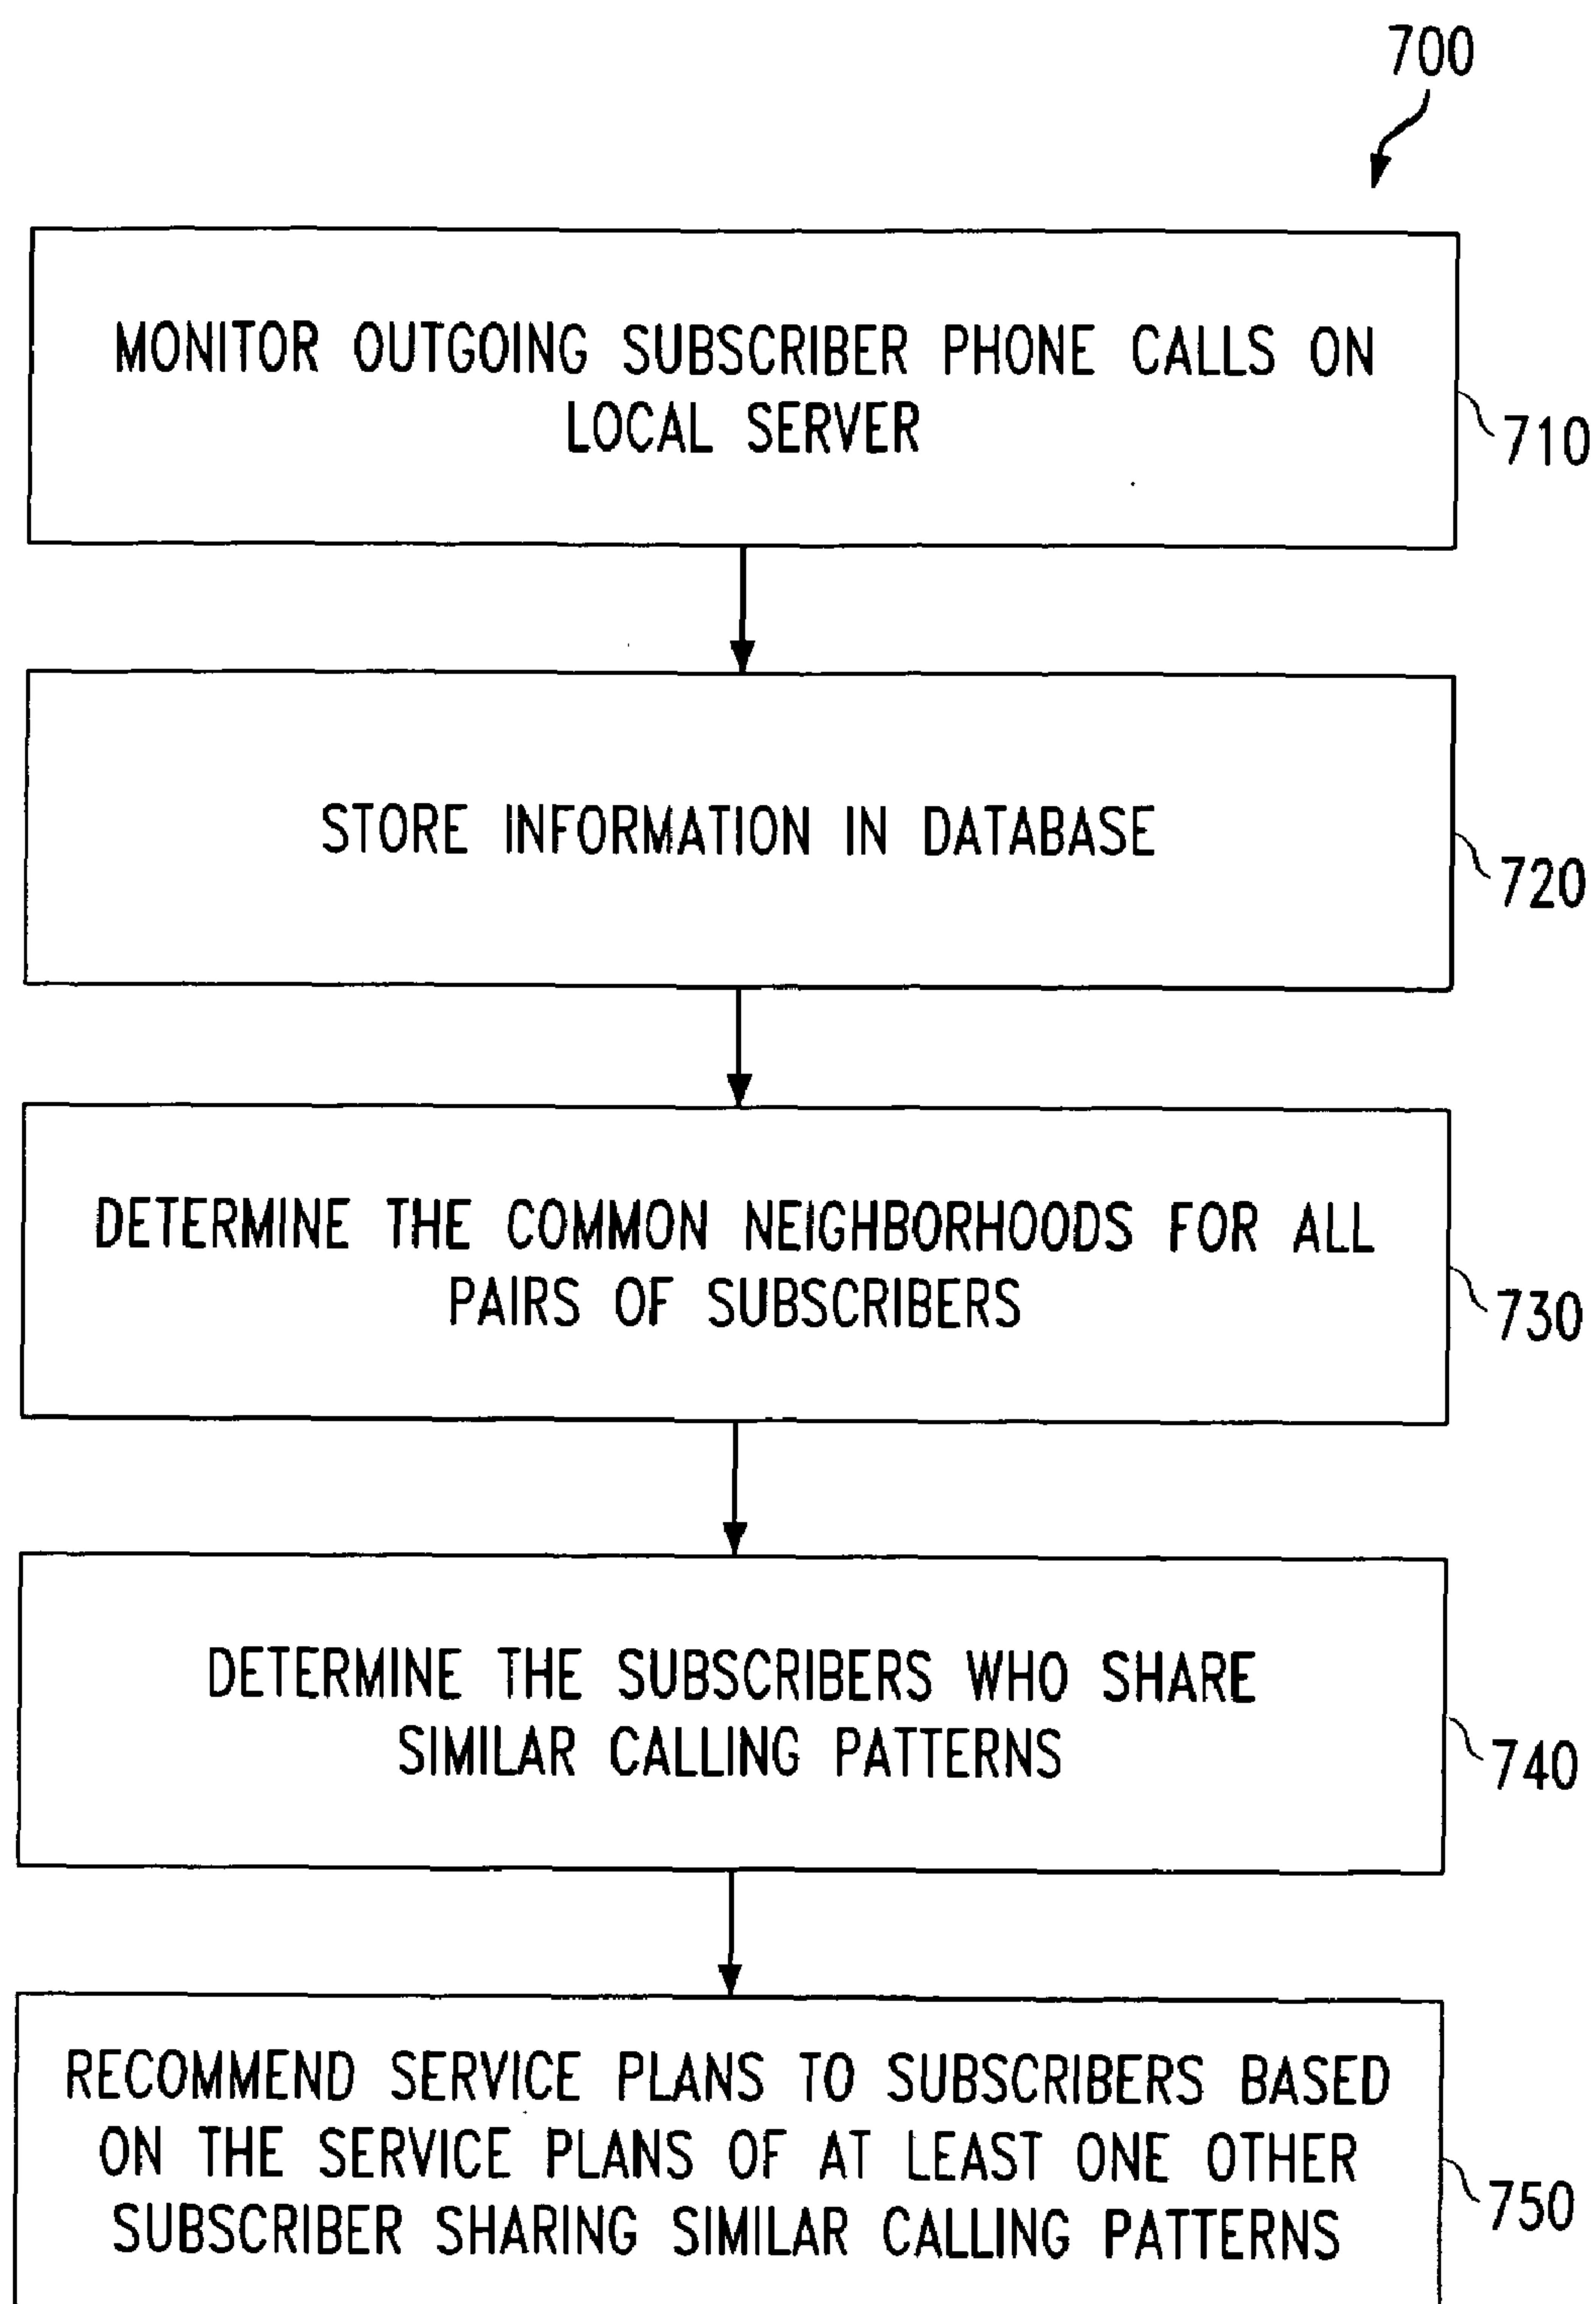 700
MONITOR OUTGOING SUBSCRIBER PHONE CALLS ON
LOCAL SERVER
710
STORE INFORMATION IN DATABASE
720
DETERMINE THE COMMON NEIGHBORHOODS FOR ALL
PAIRS OF SUBSCRIBERS
730
DETERMINE THE SUBSCRIBERS WHO SHARE
SIMILAR CALLING PATTERNS
740
RECOMMEND SERVICE PLANS TO SUBSCRIBERS BASED
ON THE SERVICE PLANS OF AT LEAST ONE OTHER
SUBSCRIBER SHARING SIMILAR CALLING PATTERNS
750